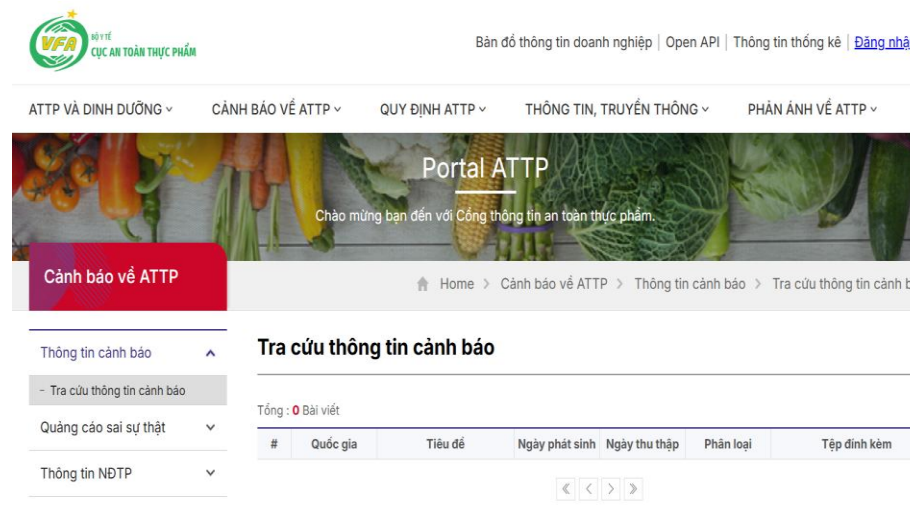 VFA
BỘ Y TẾ
CỤC AN TOÀN THỰC PHẨM
Bản đồ thông tin doanh nghiệp | Open API | Thông tin thống kê | Đăng nhậ
ATTP VÀ DINH DƯỠNG
CẢNH BÁO VỀ ATTP
QUY ĐỊNH ATTP
THÔNG TIN, TRUYỀN THÔNG
PHẢN ÁNH VỀ ATTP
Portal ATTP
Chào mừng bạn đến với Cổng thông tin an toàn thực phẩm.
Cảnh báo về ATTP
Home > Cảnh báo về ATTP > Thông tin cảnh báo > Tra cứu thông tin cảnh b
Thông tin cảnh báo
- Tra cứu thông tin cảnh báo
Quảng cáo sai sự thật
Thông tin NĐTP
Tra cứu thông tin cảnh báo
Tổng : 0 Bài viết
# Quốc gia Tiêu đề Ngày phát sinh Ngày thu thập Phân loại Tệp đính kèm